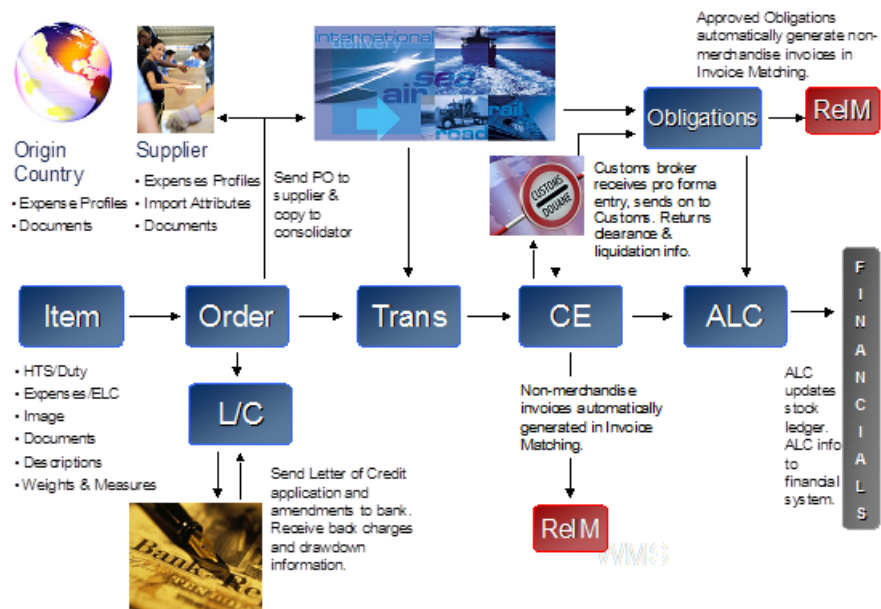 Approved Obligations
automatically generate non-
merchandise invoices in
Invoice Matching.
international
delivery
sea
air
rail
road
Obligations
ReIM
Origin
Country
• Expense Profiles
• Documents
Supplier
• Expenses Profiles
• Import Attributes
• Documents
Send PO to
supplier &
copy to
consolidator
CUSTOMS
DOUANE
Customs broker
receives pro forma
entry, sends on to
Customs. Returns
clearance &
liquidation info.
Item
Order
Trans
CE
ALC
FINANCIALS
• HTS/Duty
• Expenses/ELC
• Image
• Documents
• Descriptions
• Weights & Measures
L/C
Non-merchandise
invoices automatically
generated in Invoice
Matching.
ALC
updates
stock
ledger.
ALC info
to
financial
system.
Send Letter of Credit
application and
amendments to bank.
Receive back charges
and drawdown
information.
Bank
ReIM
WMS